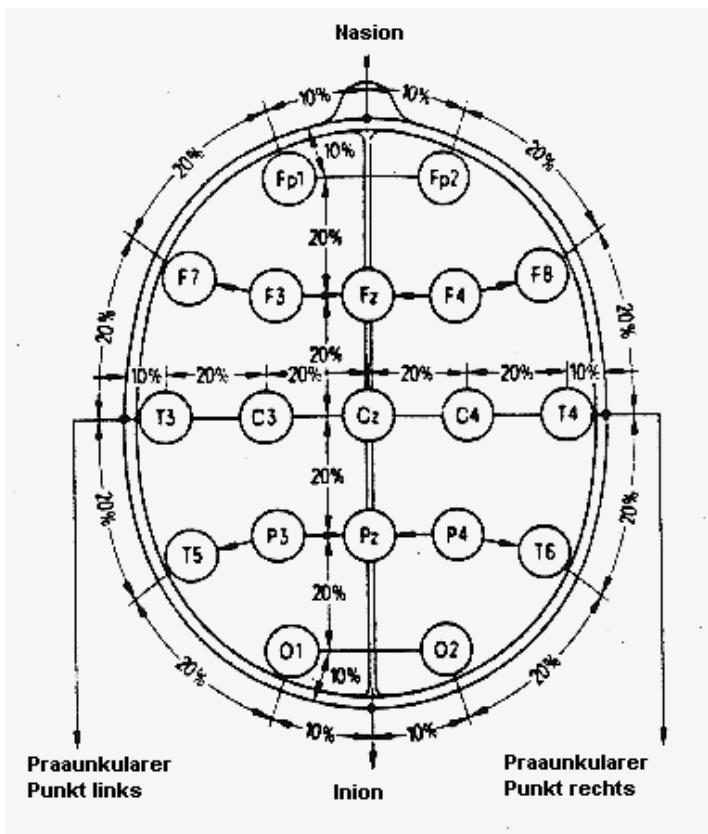 Nasion
10% 10%
10%
20% 20%
Fp1 Fp2
20%
F7 F3 Fz F4 F8
20% 20% 20%
10% 20% 20% 20% 20% 10%
T3 C3 Cz C4 T4
20% 20% 20%
T5 P3 Pz P4 T6
20%
O1 O2
20% 10% 20%
10% 10%
Praaunkularer
Punkt links
Inion
Praaunkularer
Punkt rechts